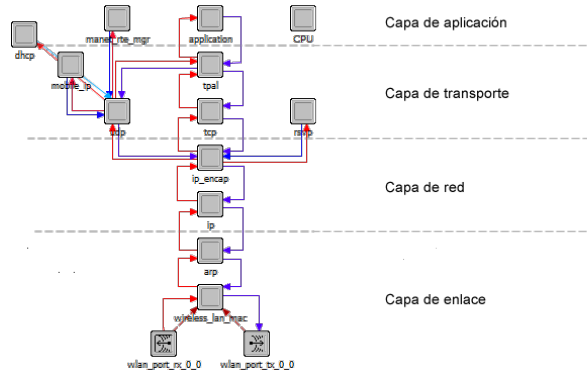 manet_rte_mgr
application
CPU
Capa de aplicación
dhcp
mobile_ip
tpal
Capa de transporte
udp
tcp
rsvp
ip_encap
Capa de red
ip
arp
Capa de enlace
wireless_lan_mac
wlan_port_rx_0_0
wlan_port_tx_0_0